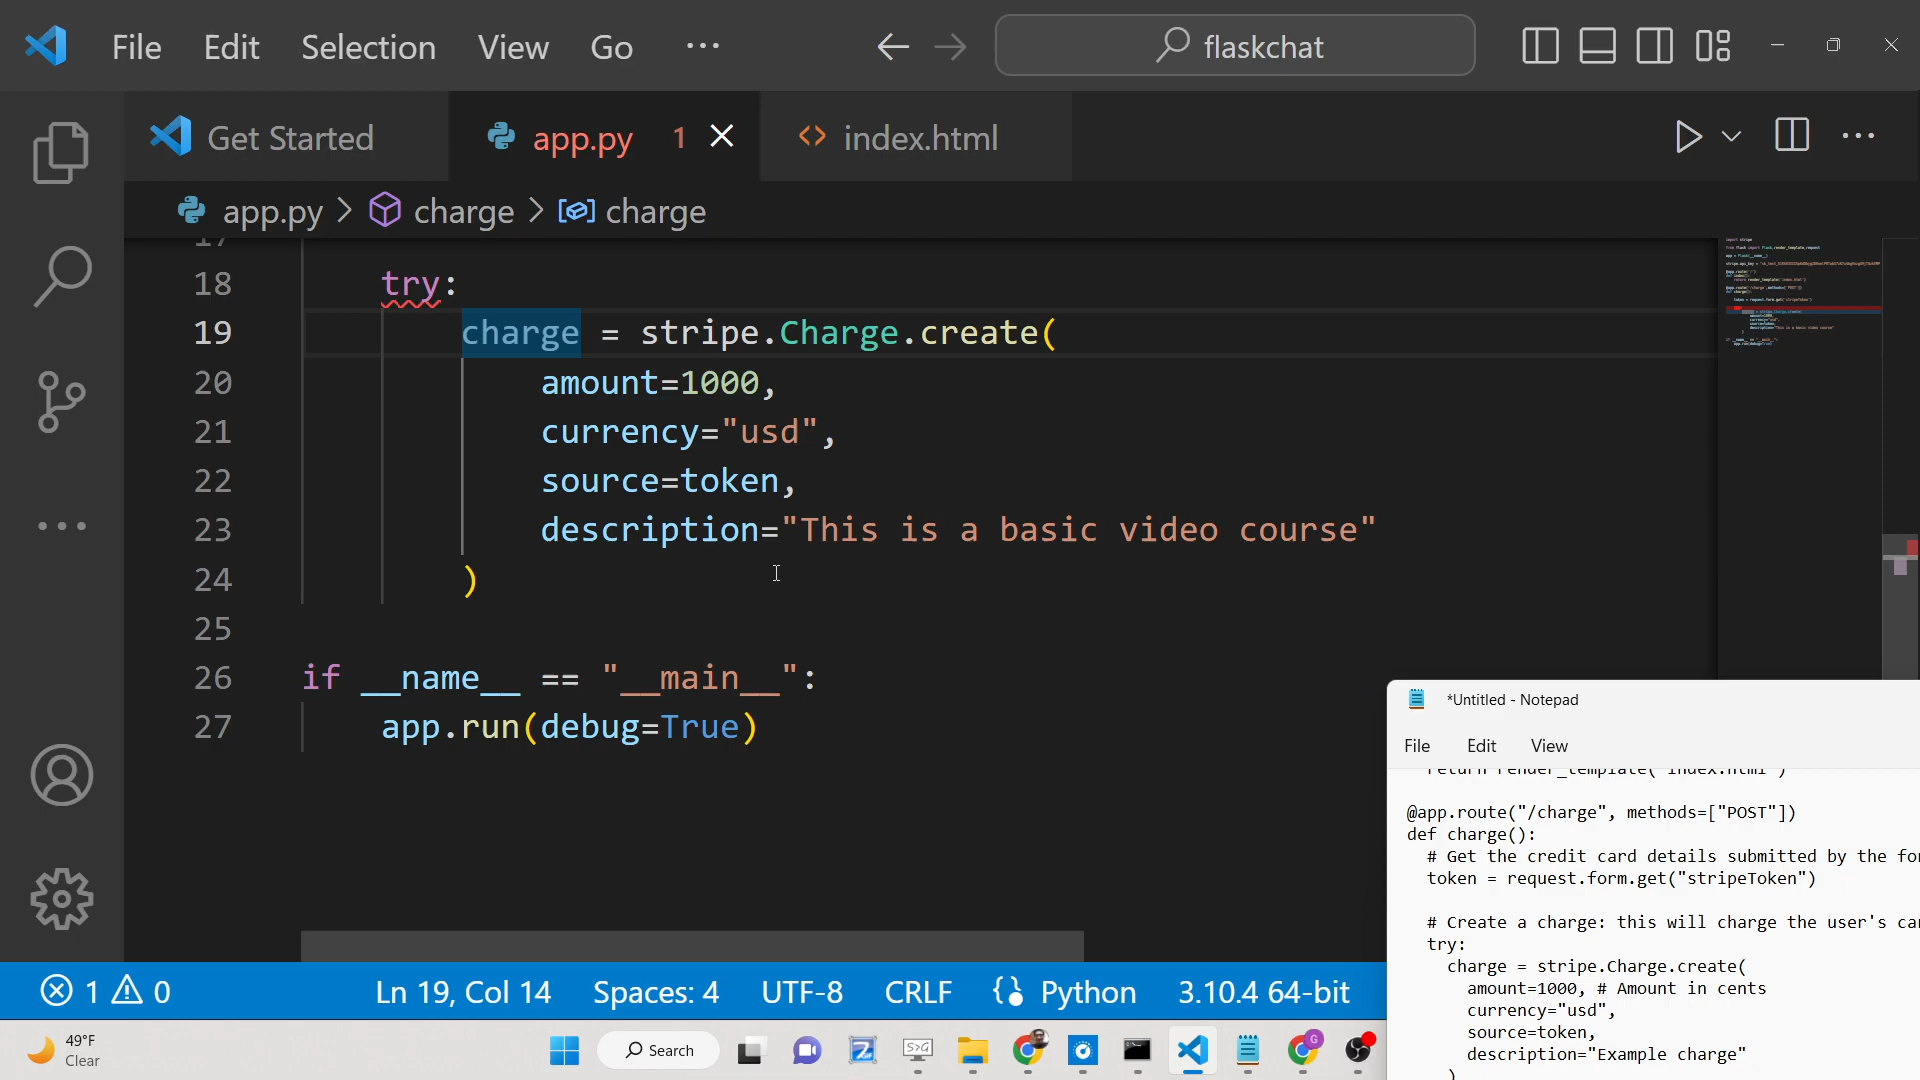 File Edit Selection View Go ··· flaskchat
Get Started app.py 1 index.html
app.py > charge > charge
17
18 try:
19 charge = stripe.Charge.create(
20 amount=1000,
21 currency="usd",
22 source=token,
23 description="This is a basic video course"
24 )
25
26 if __name__ == "__main__":
27 app.run(debug=True)
*Untitled - Notepad
File Edit View
return render_template("index.html")
@app.route("/charge", methods=["POST"])
def charge():
# Get the credit card details submitted by the
token = request.form.get("stripeToken")
# Create a charge: this will charge the user's
try:
charge = stripe.Charge.create(
amount=1000, # Amount in cents
currency="usd",
source=token,
description="Example charge"
)
1 0 Ln 19, Col 14 Spaces: 4 UTF-8 CRLF Python 3.10.4 64-bit
49°F
Clear
Search